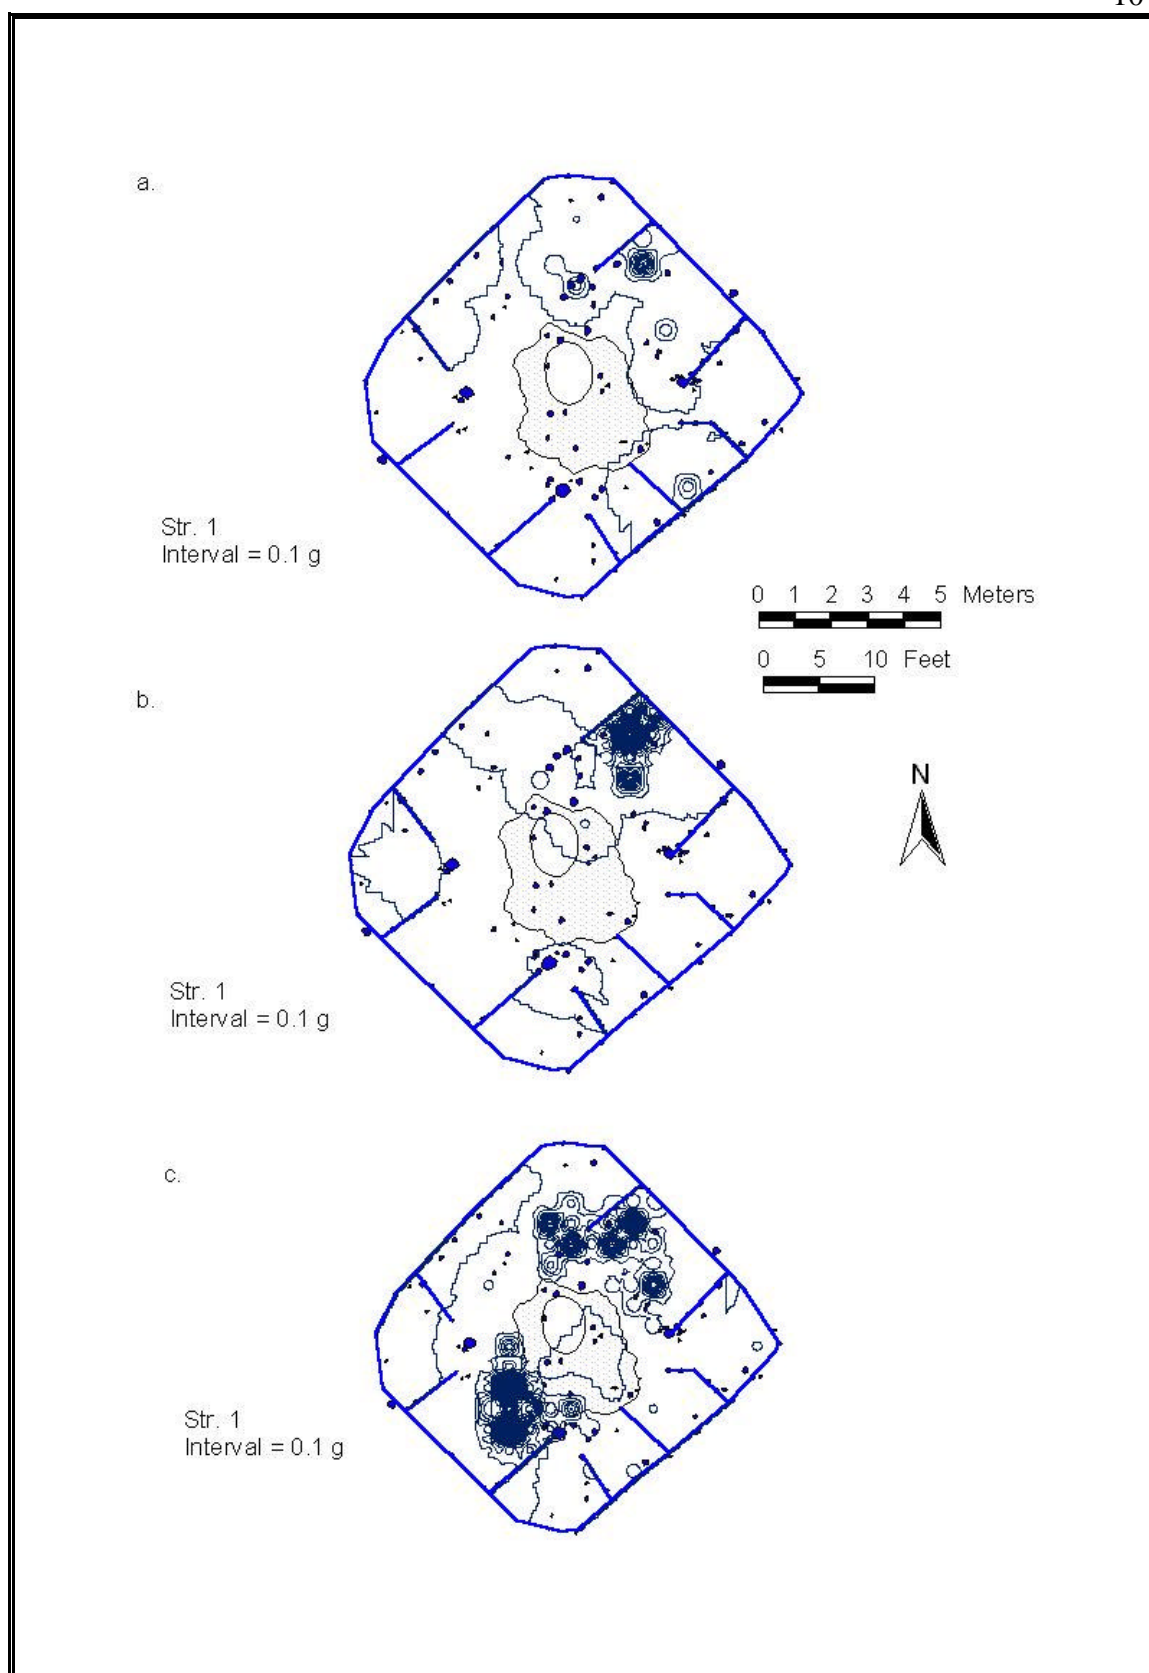 a.
Str. 1
Interval = 0.1 g
0 1 2 3 4 5 Meters
0 5 10 Feet
b.
N
Str. 1
Interval = 0.1 g
c.
Str. 1
Interval = 0.1 g